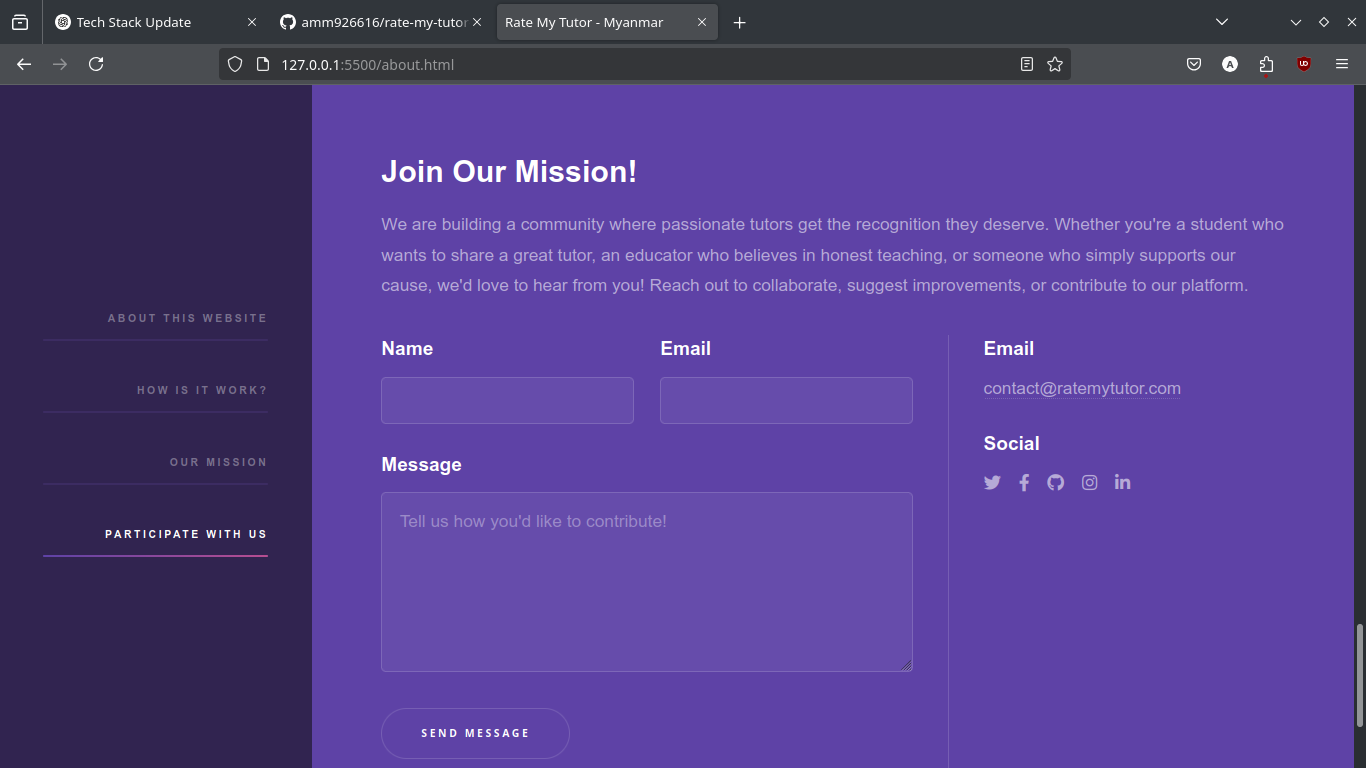 Tech Stack Update
amm926616/rate-my-tutor
Rate My Tutor - Myanmar
127.0.0.1:5500/about.html
A
UD
ABOUT THIS WEBSITE
HOW IS IT WORK?
OUR MISSION
PARTICIPATE WITH US
Join Our Mission!
We are building a community where passionate tutors get the recognition they deserve. Whether you're a student who
wants to share a great tutor, an educator who believes in honest teaching, or someone who simply supports our
cause, we'd love to hear from you! Reach out to collaborate, suggest improvements, or contribute to our platform.
Name
Email
Message
Tell us how you'd like to contribute!
SEND MESSAGE
Email
contact@ratemytutor.com
Social